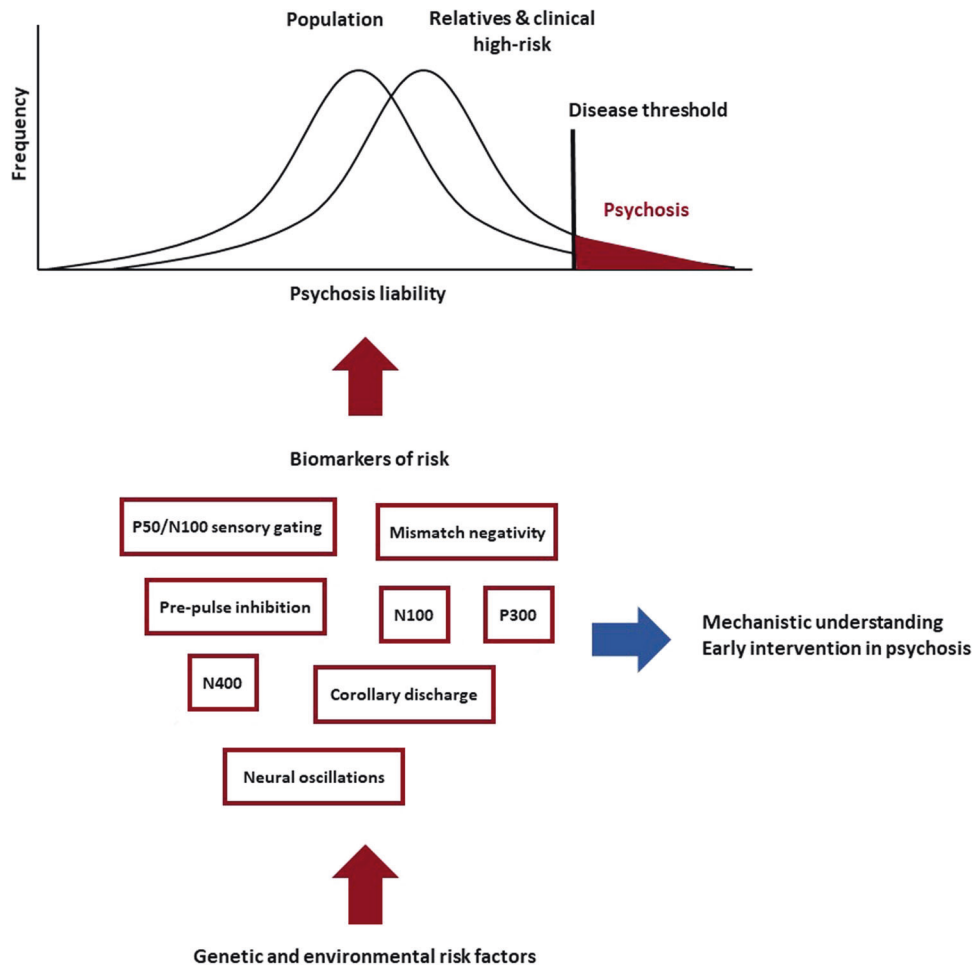 Population
Relatives & clinical
high-risk
Frequency
Disease threshold
Psychosis
Psychosis liability
Biomarkers of risk
P50/N100 sensory gating
Mismatch negativity
Pre-pulse inhibition
N100
P300
Mechanistic understanding
Early intervention in psychosis
N400
Corollary discharge
Neural oscillations
Genetic and environmental risk factors